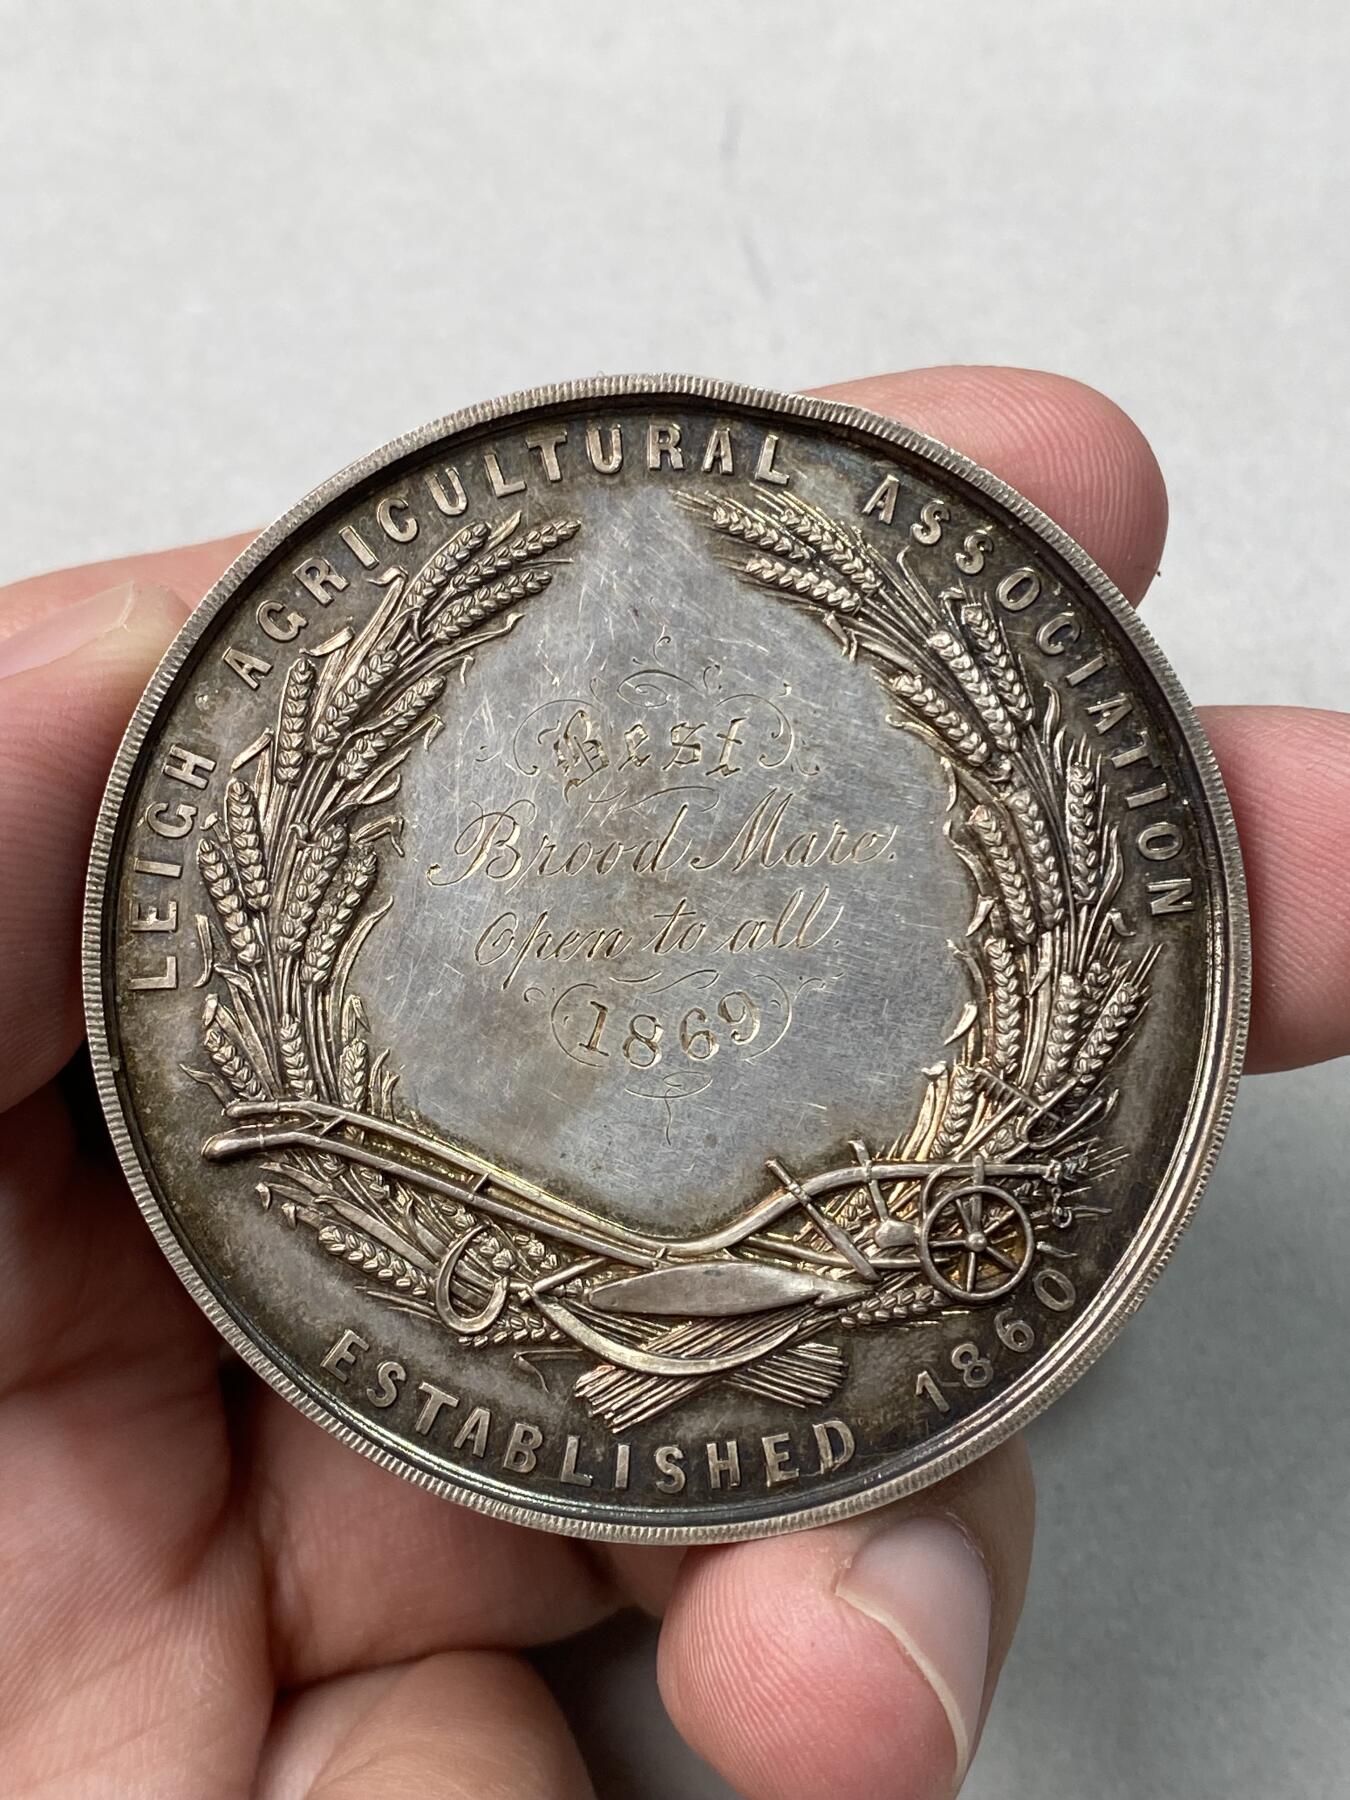 LEIGH AGRICULTURAL ASSOCIATION
Best
Brood Mare.
Open to all.
1869
ESTABLISHED 1860